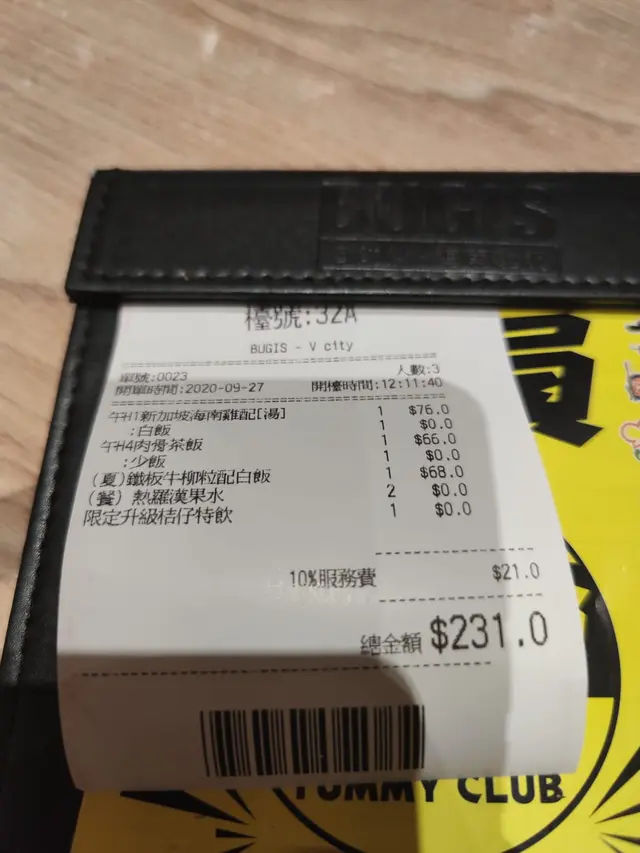 BUGIS
檯號:32A
BUGIS - V city
單號:0023 人數:3
開單時間:2020-09-27 開檯時間:12:11:40
午H1新加坡海南雞配[湯] 1 $76.0
:白飯 1 $0.0
午H4肉骨茶飯 1 $66.0
:少飯 1 $0.0
(夏)鐵板牛柳粒配白飯 1 $68.0
(餐) 熱羅漢果水 2 $0.0
限定升級桔仔特飲 1 $0.0
10%服務費 $21.0
總金額 $231.0
員
YUMMY CLUB